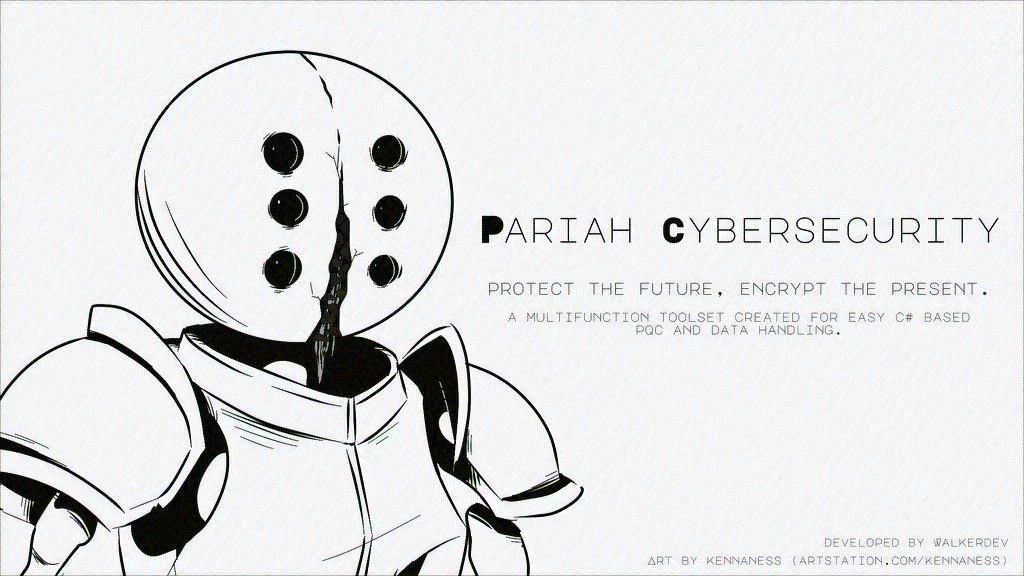 PARIAH CYBERSECURITY
PROTECT THE FUTURE, ENCRYPT THE PRESENT.
A MULTIFUNCTION TOOLSET CREATED FOR EASY C# BASED
PQC AND DATA HANDLING.
DEVELOPED BY WALKERDEV
ART BY KENNANESS (ARTSTATION.COM/KENNANESS)